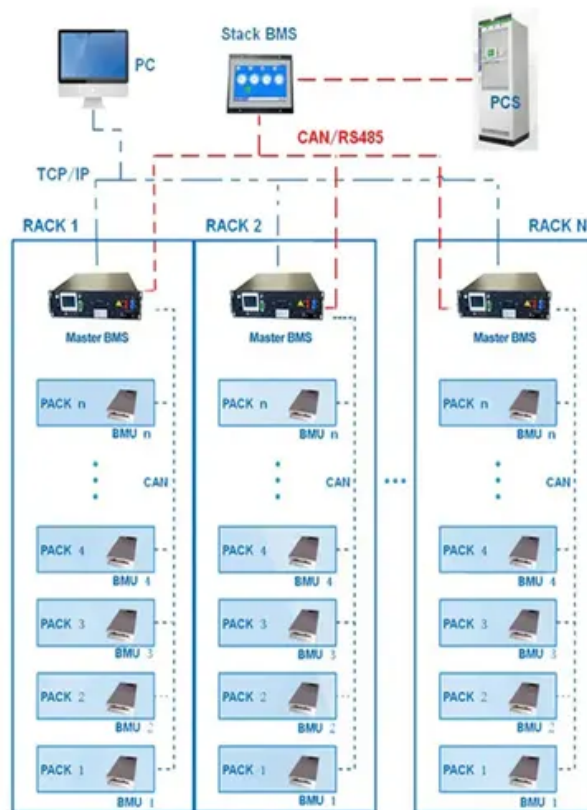 PC
Stack BMS
PCS
CAN/RS485
TCP/IP
RACK 1
RACK 2
RACK N
Master BMS
Master BMS
Master BMS
PACK n
BMU n
PACK n
BMU n
PACK n
BMU n
CAN
CAN
CAN
PACK 4
BMU 4
PACK 4
BMU 4
PACK 4
BMU 4
PACK 3
BMU 3
PACK 3
BMU 3
PACK 3
BMU 3
PACK 2
BMU 2
PACK 2
BMU 2
PACK 2
BMU 2
PACK 1
BMU 1
PACK 1
BMU 1
PACK 1
BMU 1